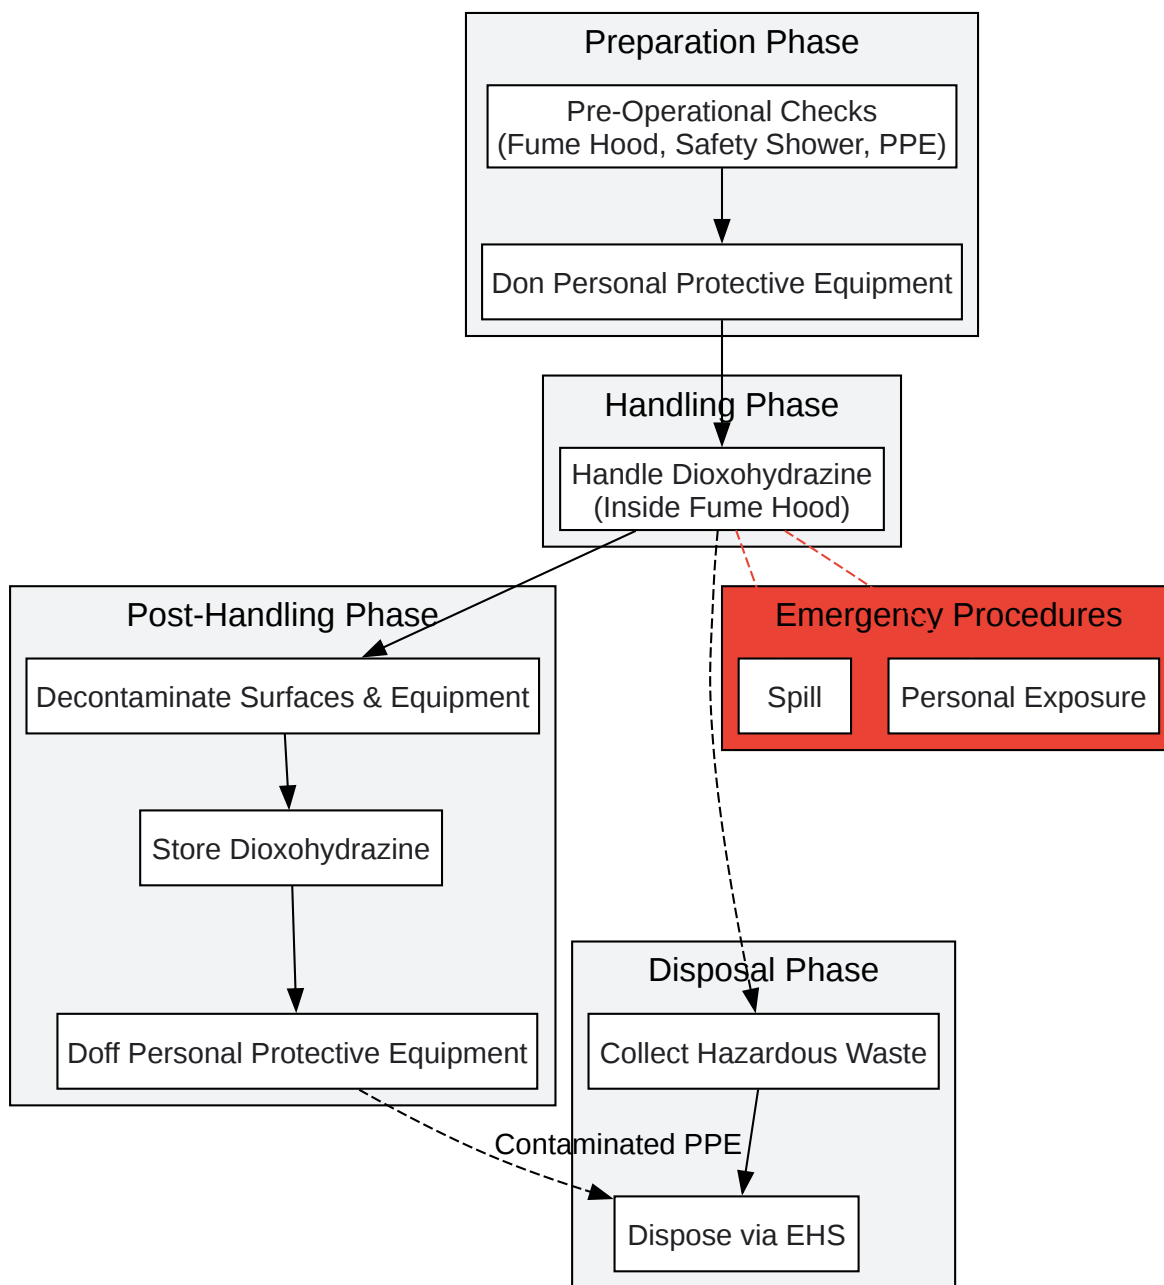 Preparation Phase
Pre-Operational Checks
(Fume Hood, Safety Shower, PPE)
Don Personal Protective Equipment
Handling Phase
Handle Dioxohydrazine
(Inside Fume Hood)
Post-Handling Phase
Decontaminate Surfaces & Equipment
Store Dioxohydrazine
Doff Personal Protective Equipment
Emergency Procedures
Spill
Personal Exposure
Contaminated PPE
Disposal Phase
Collect Hazardous Waste
Dispose via EHS